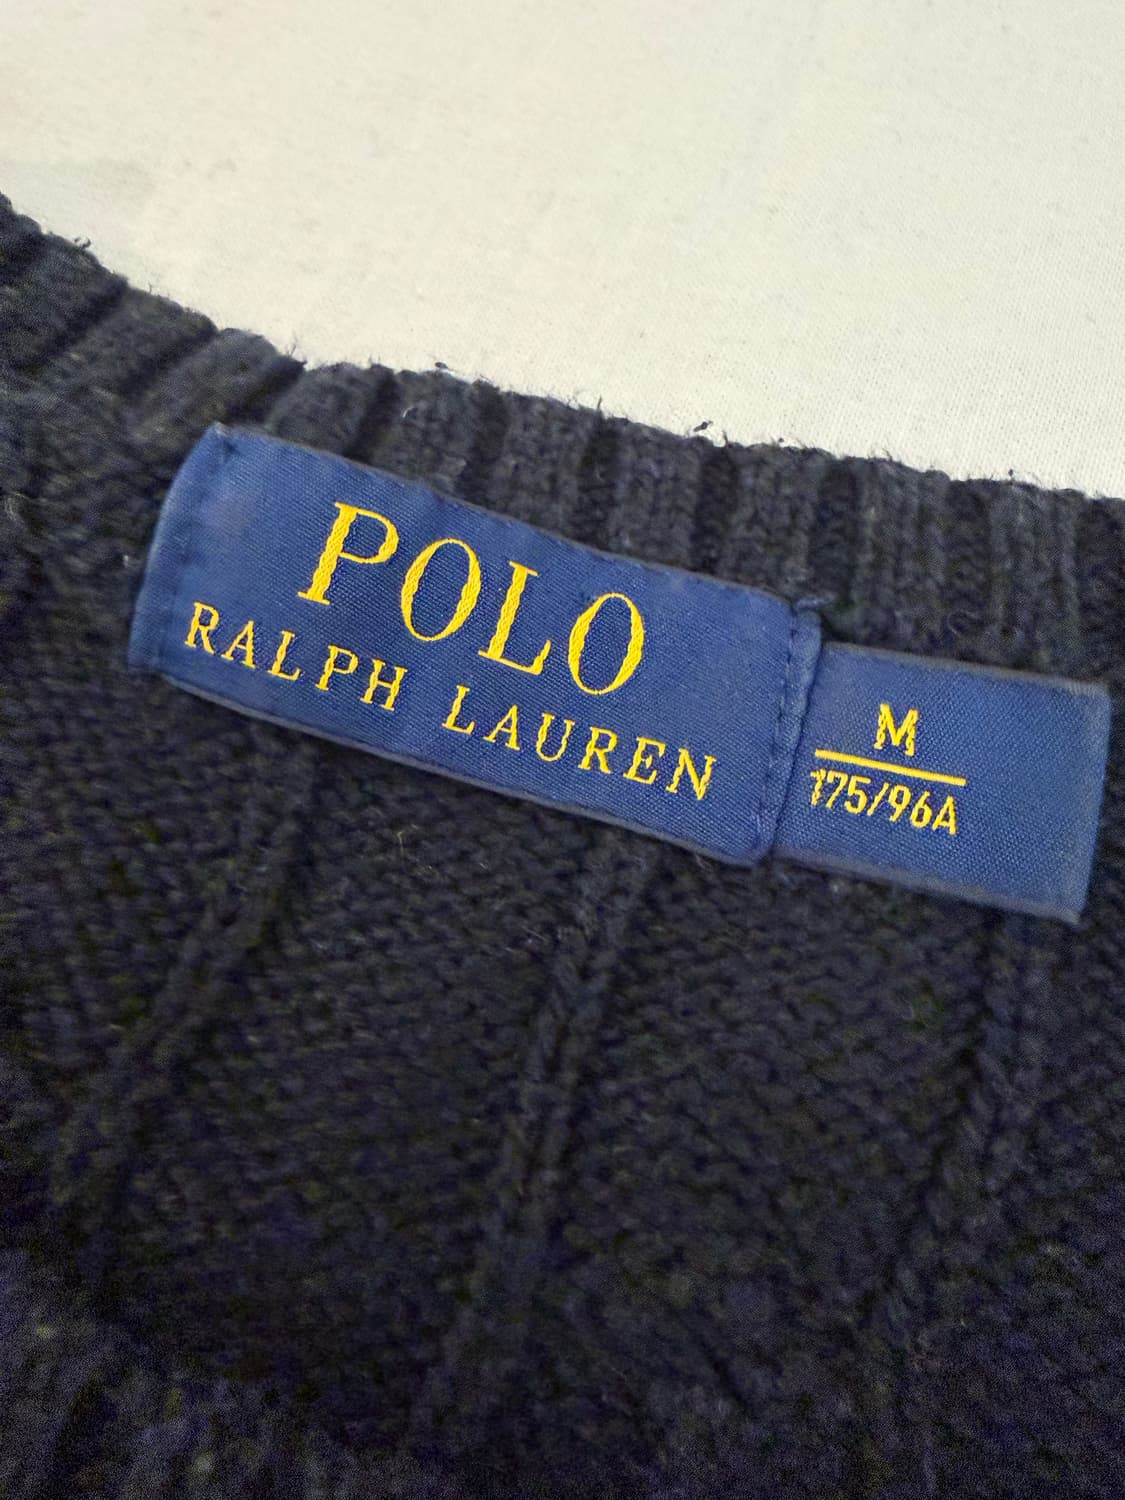 POLO
RALPH LAUREN
M
175/96A